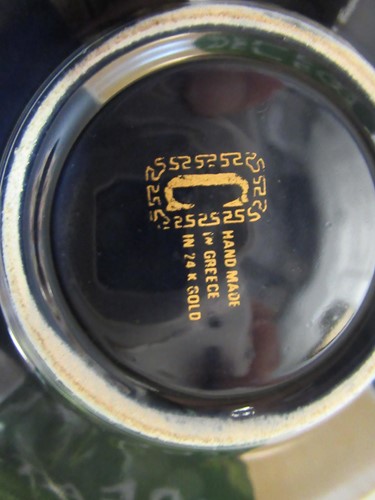 HAND MADE
IN GREECE
IN 24 K GOLD